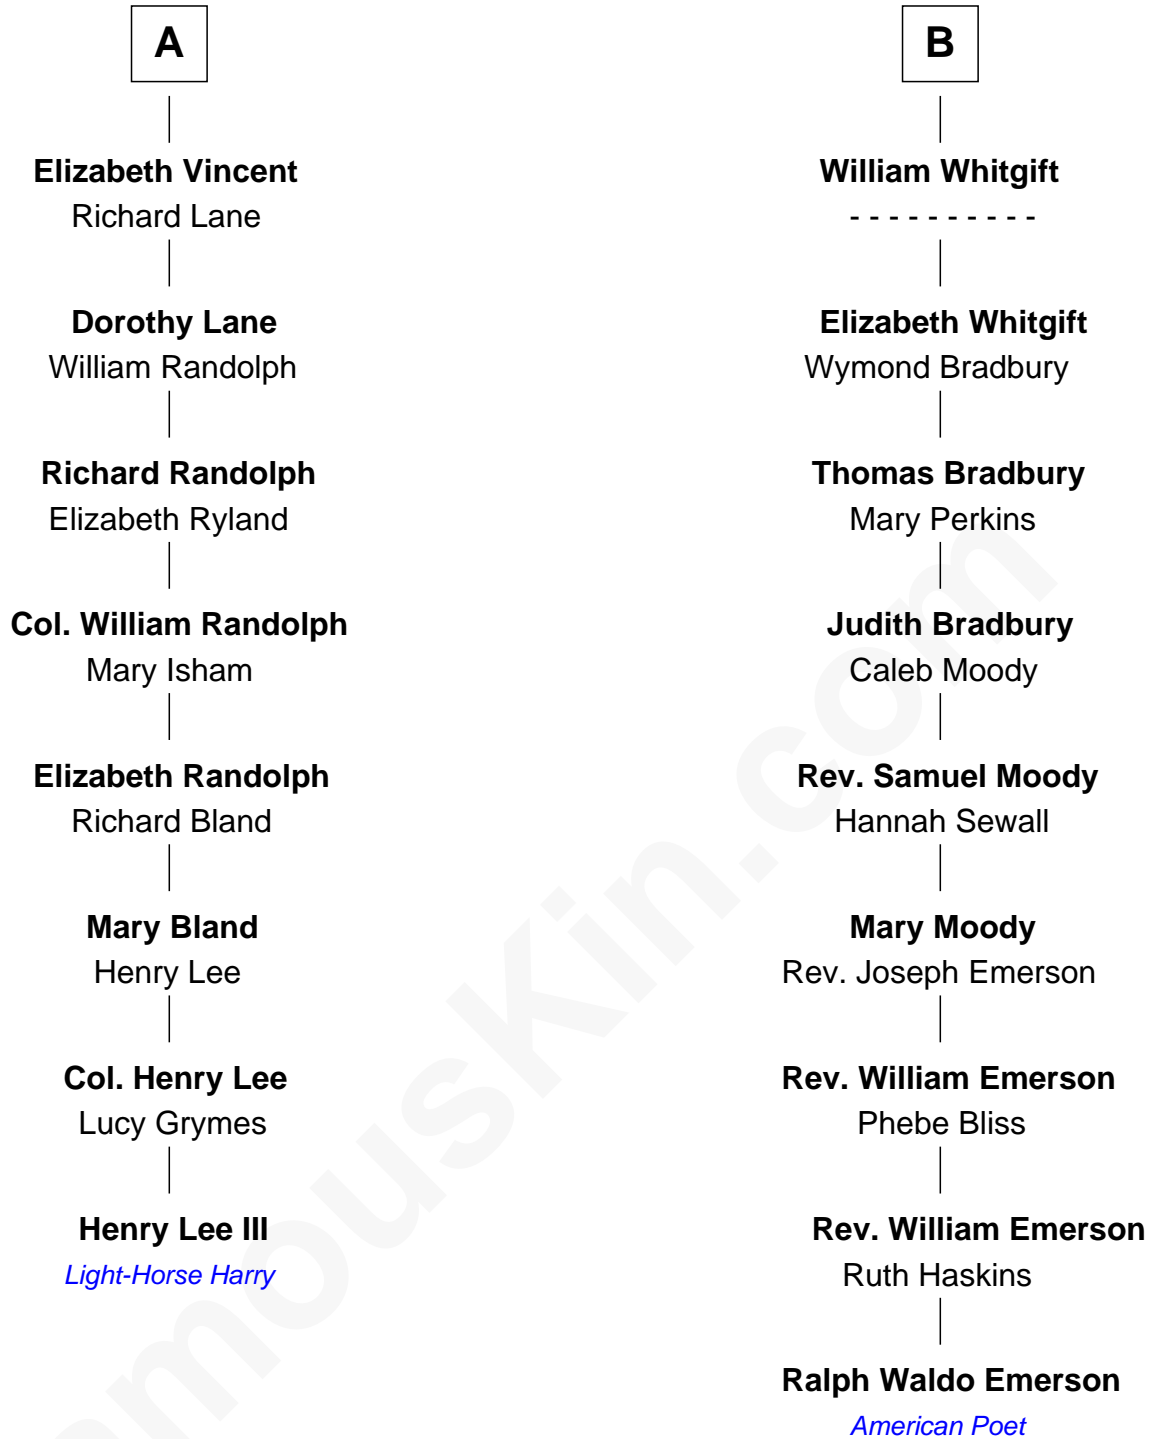 A
Elizabeth Vincent
Richard Lane
Dorothy Lane
William Randolph
Richard Randolph
Elizabeth Ryland
Col. William Randolph
Mary Isham
Elizabeth Randolph
Richard Bland
Mary Bland
Henry Lee
Col. Henry Lee
Lucy Grymes
Henry Lee III
Light-Horse Harry
B
William Whitgift
- - - - - - - - - -
Elizabeth Whitgift
Wymond Bradbury
Thomas Bradbury
Mary Perkins
Judith Bradbury
Caleb Moody
Rev. Samuel Moody
Hannah Sewall
Mary Moody
Rev. Joseph Emerson
Rev. William Emerson
Phebe Bliss
Rev. William Emerson
Ruth Haskins
Ralph Waldo Emerson
American Poet
amousKin.com